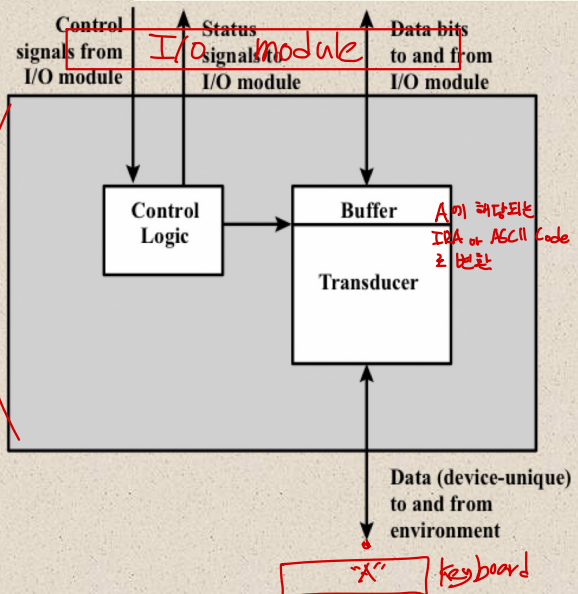 Control
signals from
I/O module
Status
signals to
I/O module
Data bits
to and from
I/O module
I/o module
Control
Logic
Buffer
Transducer
A에 해당되는
IRA or ASCII Code
로 변환
Data (device-unique)
to and from
environment
"A"
keyboard